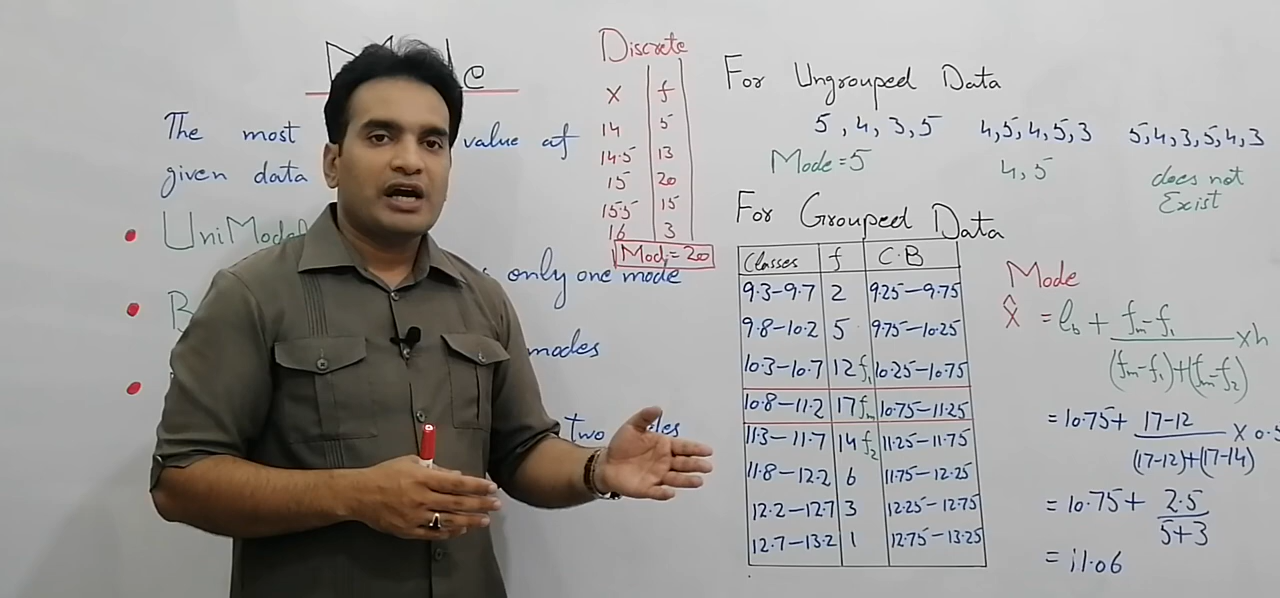 The most value of
given data
UniModal
only one mode
modes
two modes
Discrete
x f
14 5
14.5 13
15 20
15.5 15
16 3
Mod = 20
For Ungrouped Data
5, 4, 3, 5 4,5,4,5,3 5,4,3,5,4,3
Mode = 5 4, 5 does not
Exist
For Grouped Data
Classes f C.B
9.3–9.7 2 9.25–9.75
9.8–10.2 5 9.75–10.25
10.3–10.7 12 f₁ 10.25–10.75
10.8–11.2 17 fm 10.75–11.25
11.3–11.7 14 f₂ 11.25–11.75
11.8–12.2 6 11.75–12.25
12.2–12.7 3 12.25–12.75
12.7–13.2 1 12.75–13.25
Mode
X̂ = lb + fm–f₁ / (fm–f₁)+(fm–f₂) × h
= 10.75 + 17–12 / (17–12)+(17–14) × 0.5
= 10.75 + 2.5 / 5+3
= 11.06